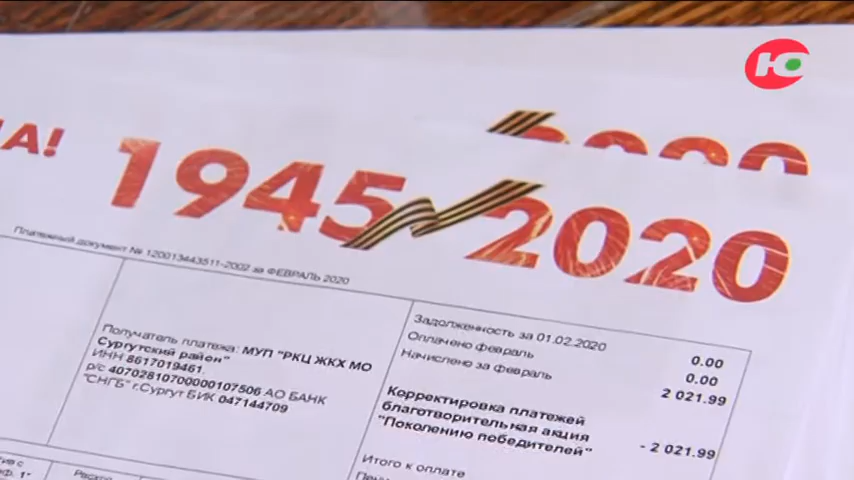 Ю
2020
НА!
1945 2020
Платежный документ № 120013443511-2002 за ФЕВРАЛЬ 2020
Получатель платежа: МУП "РКЦ ЖКХ МО
Сургутский район"
ИНН 8617019461.
р/с 40702810700000107506 АО БАНК
"СНГБ" г.Сургут БИК 047144709
Задолженность за 01.02.2020 0.00
Оплачено февраль 0.00
Начислено за февраль 2 021.99
Корректировка платежей
благотворительная акция
"Поколению победителей" - 2 021.99
Итого к оплате